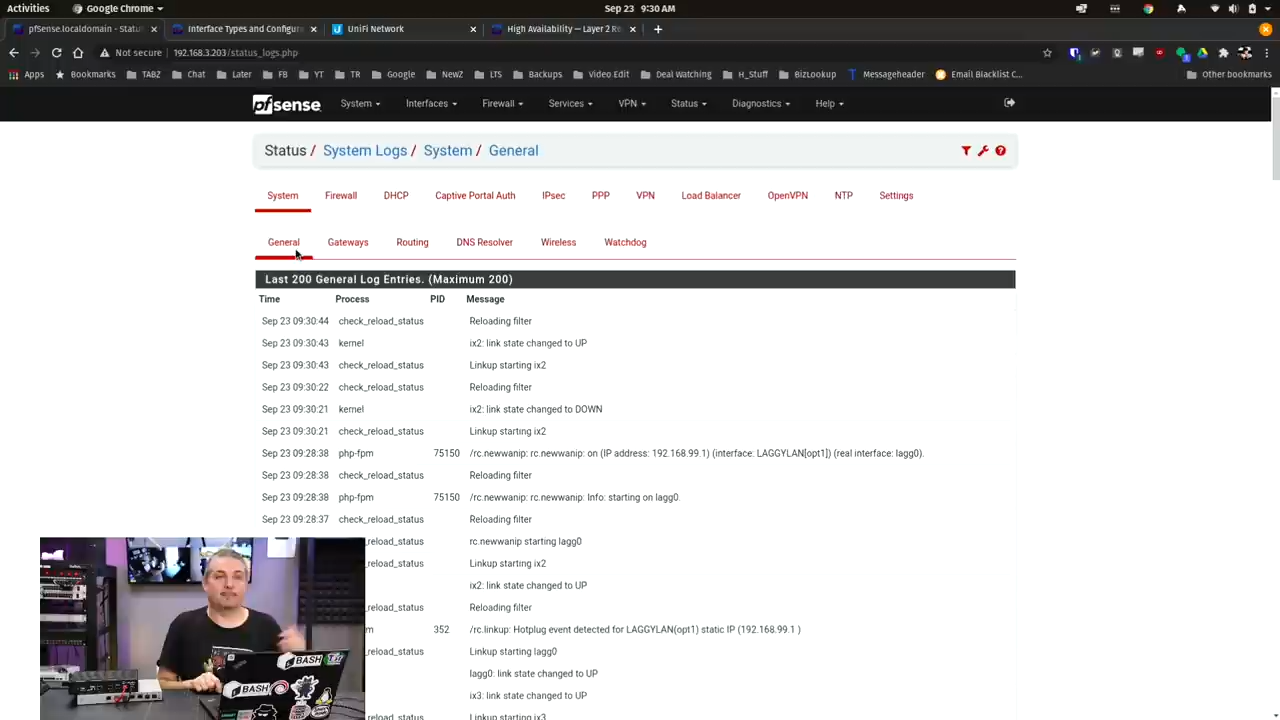 Activities Google Chrome Sep 23 9:30 AM
pfSense.localdomain - Statu Interface Types and Configure UniFi Network High Availability — Layer 2 Re
Not secure 192.168.3.203/status_logs.php
Apps Bookmarks TABZ Chat Later FB YT TR Google NewZ LTS Backups Video Edit Deal Watching H_Stuff BizLookup Messageheader Email Blacklist C... Other bookmarks
pfsense System Interfaces Firewall Services VPN Status Diagnostics Help
Status / System Logs / System / General
System Firewall DHCP Captive Portal Auth IPsec PPP VPN Load Balancer OpenVPN NTP Settings
General Gateways Routing DNS Resolver Wireless Watchdog
Last 200 General Log Entries. (Maximum 200)
Time Process PID Message
Sep 23 09:30:44 check_reload_status Reloading filter
Sep 23 09:30:43 kernel ix2: link state changed to UP
Sep 23 09:30:43 check_reload_status Linkup starting ix2
Sep 23 09:30:22 check_reload_status Reloading filter
Sep 23 09:30:21 kernel ix2: link state changed to DOWN
Sep 23 09:30:21 check_reload_status Linkup starting ix2
Sep 23 09:28:38 php-fpm 75150 /rc.newwanip: rc.newwanip: on (IP address: 192.168.99.1) (interface: LAGGYLAN[opt1]) (real interface: lagg0).
Sep 23 09:28:38 check_reload_status Reloading filter
Sep 23 09:28:38 php-fpm 75150 /rc.newwanip: rc.newwanip: Info: starting on lagg0.
Sep 23 09:28:37 check_reload_status Reloading filter
_reload_status rc.newwanip starting lagg0
_reload_status Linkup starting ix2
ix2: link state changed to UP
_reload_status Reloading filter
m 352 /rc.linkup: Hotplug event detected for LAGGYLAN(opt1) static IP (192.168.99.1 )
_reload_status Linkup starting lagg0
lagg0: link state changed to UP
ix3: link state changed to UP
_reload_status Linkup starting ix3
BASH
BASH